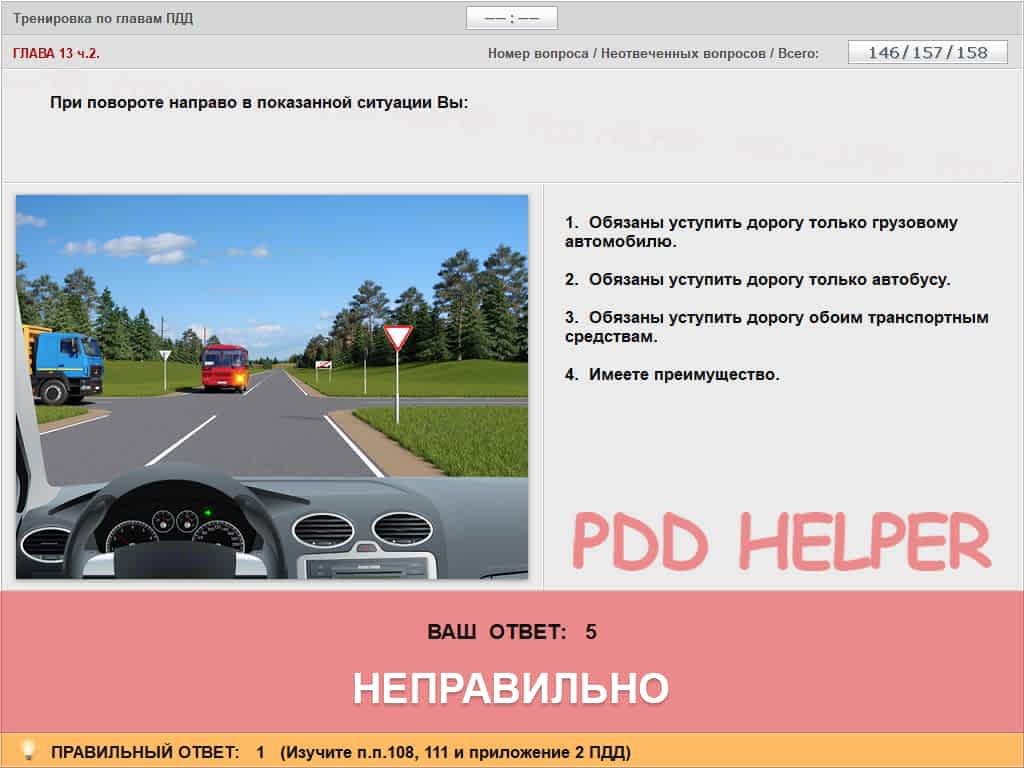 Тренировка по главам ПДД
–– : ––
ГЛАВА 13 ч.2.
Номер вопроса / Неотвеченных вопросов / Всего:
146/157/158
При повороте направо в показанной ситуации Вы:
1. Обязаны уступить дорогу только грузовому
автомобилю.
2. Обязаны уступить дорогу только автобусу.
3. Обязаны уступить дорогу обоим транспортным
средствам.
4. Имеете преимущество.
PDD HELPER
ВАШ ОТВЕТ: 5
НЕПРАВИЛЬНО
ПРАВИЛЬНЫЙ ОТВЕТ: 1 (Изучите п.п.108, 111 и приложение 2 ПДД)